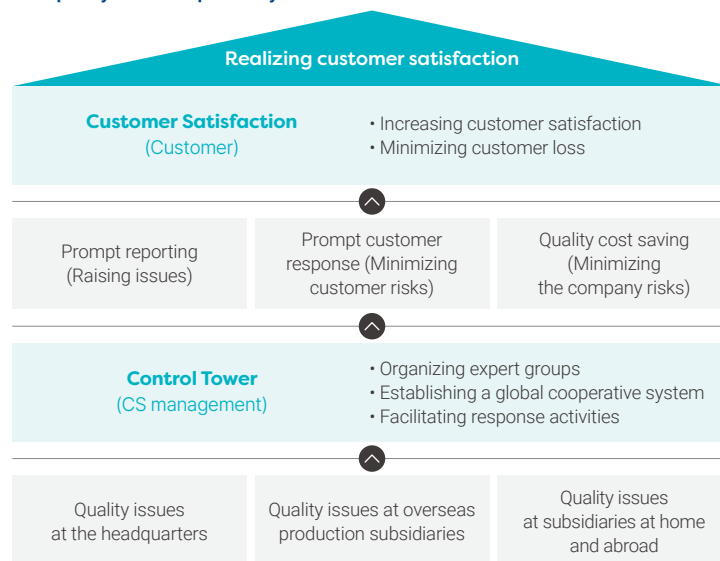 Realizing customer satisfaction
Customer Satisfaction
(Customer)
• Increasing customer satisfaction
• Minimizing customer loss
Prompt reporting
(Raising issues)
Prompt customer
response (Minimizing
customer risks)
Quality cost saving
(Minimizing
the company risks)
Control Tower
(CS management)
• Organizing expert groups
• Establishing a global cooperative system
• Facilitating response activities
Quality issues
at the headquarters
Quality issues at overseas
production subsidiaries
Quality issues
at subsidiaries at home
and abroad